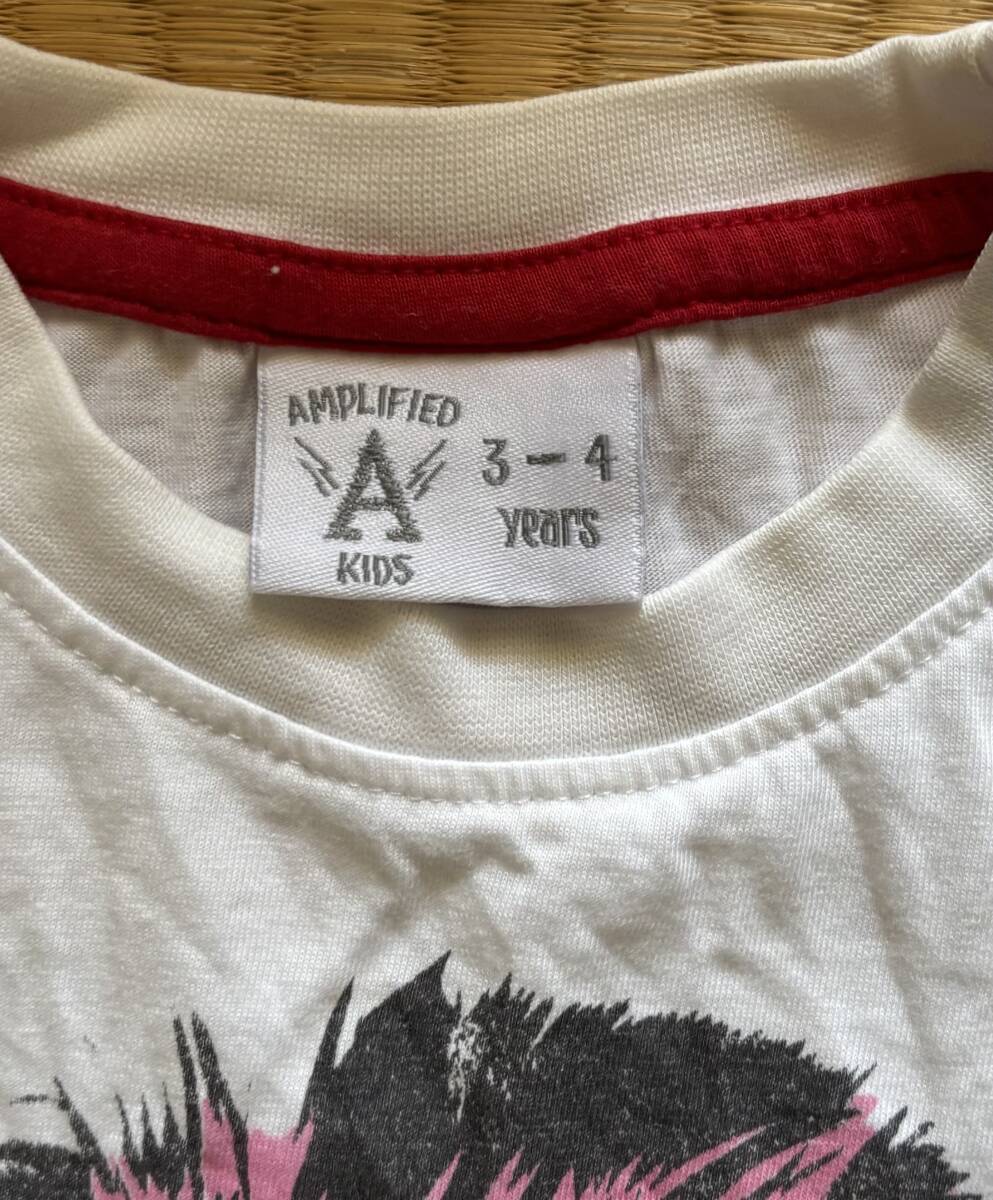 AMPLIFIED
A
KIDS
3-4
years